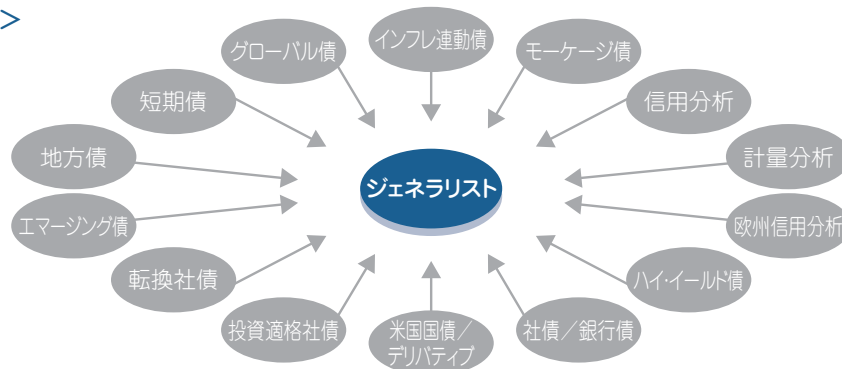 >
インフレ連動債
グローバル債
モーケージ債
短期債
信用分析
地方債
計量分析
ジェネラリスト
エマージング債
欧州信用分析
転換社債
ハイ・イールド債
投資適格社債
米国国債／
デリバティブ
社債／銀行債